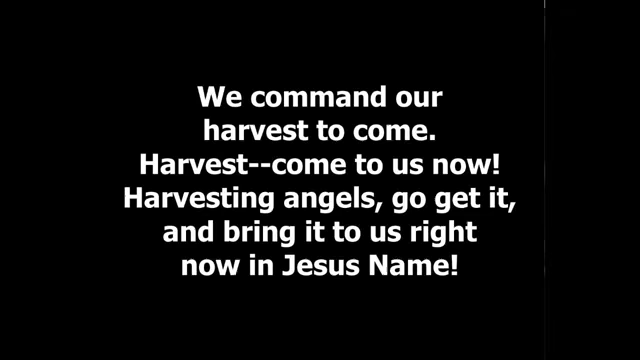 We command our
harvest to come.
Harvest--come to us now!
Harvesting angels, go get it,
and bring it to us right
now in Jesus Name!